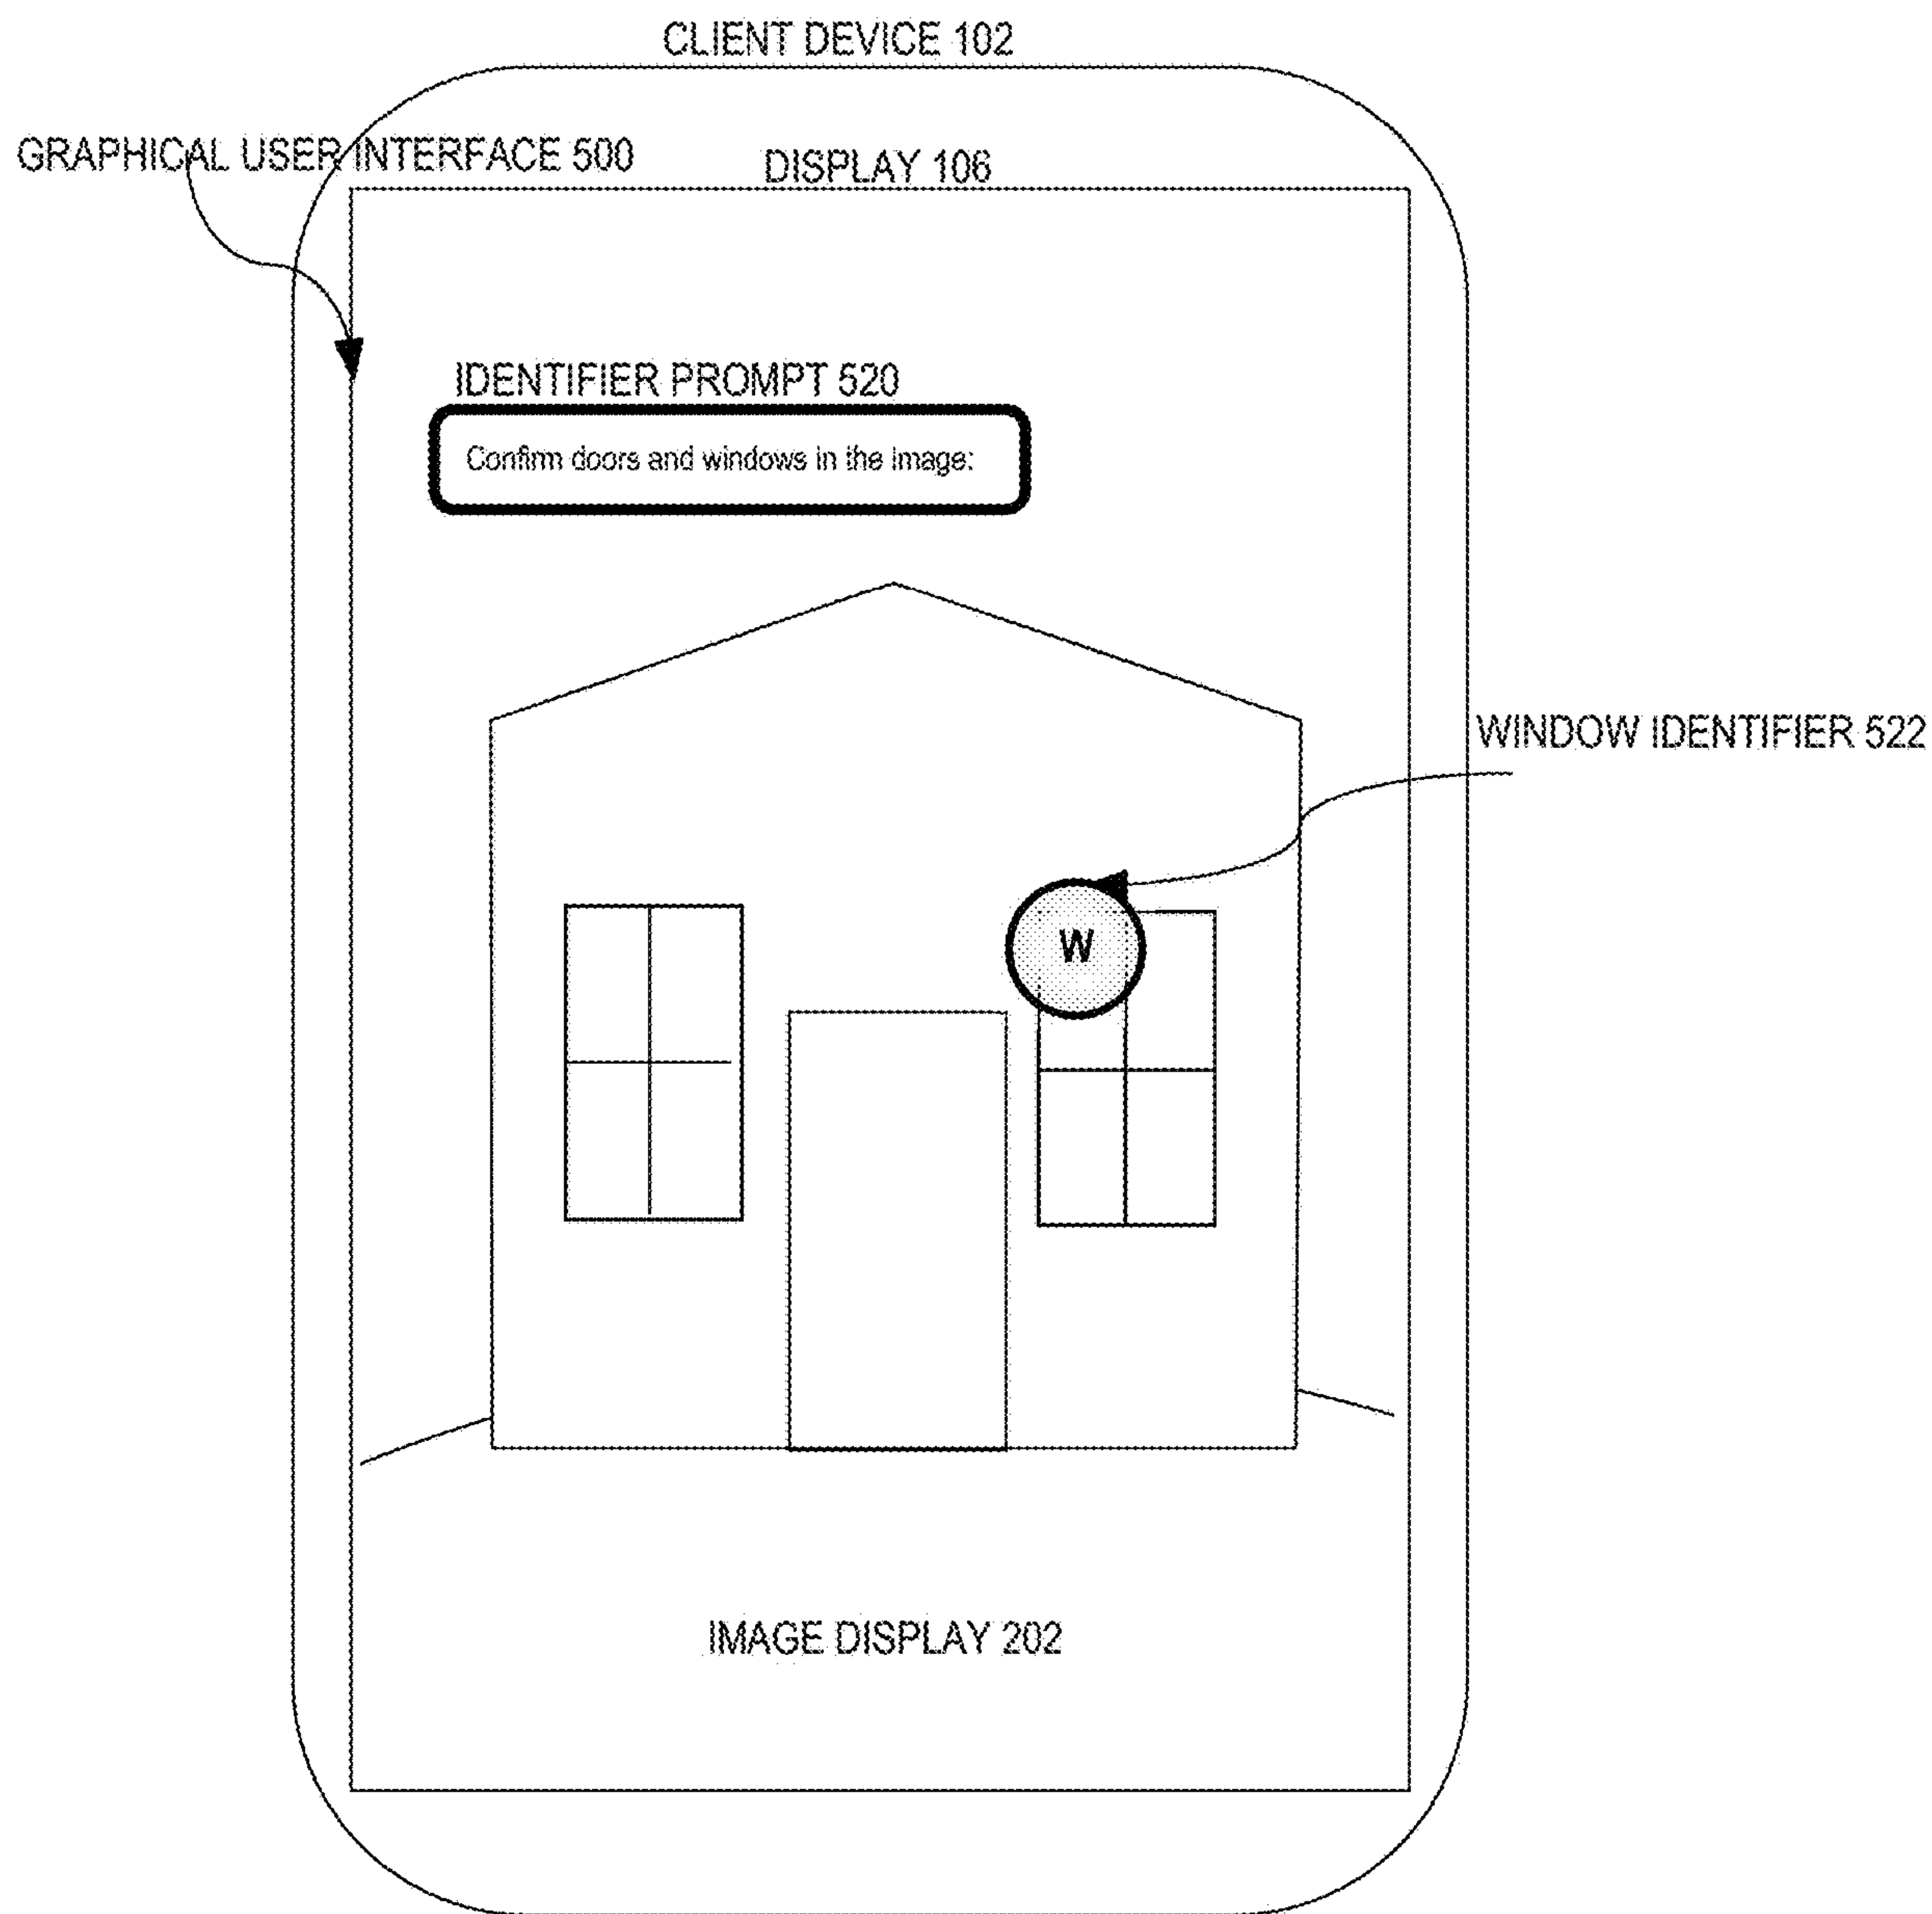 CLIENT DEVICE 102
GRAPHICAL USER INTERFACE 500
DISPLAY 106
IDENTIFIER PROMPT 520
Confirm doors and windows in the image:
WINDOW IDENTIFIER 522
W
IMAGE DISPLAY 202